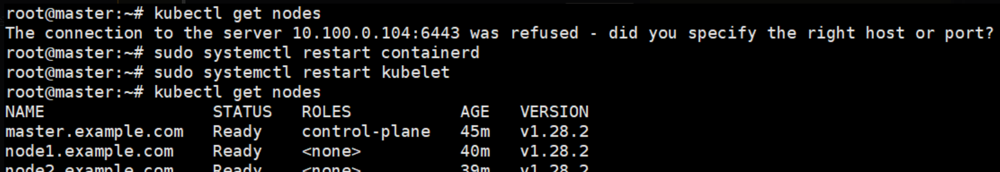 root@master:~# kubectl get nodes
The connection to the server 10.100.0.104:6443 was refused - did you specify the right host or port?
root@master:~# sudo systemctl restart containerd
root@master:~# sudo systemctl restart kubelet
root@master:~# kubectl get nodes
NAME                 STATUS   ROLES           AGE   VERSION
master.example.com   Ready    control-plane   45m   v1.28.2
node1.example.com    Ready    <none>          40m   v1.28.2
node2.example.com    Ready    <none>          39m   v1.28.2